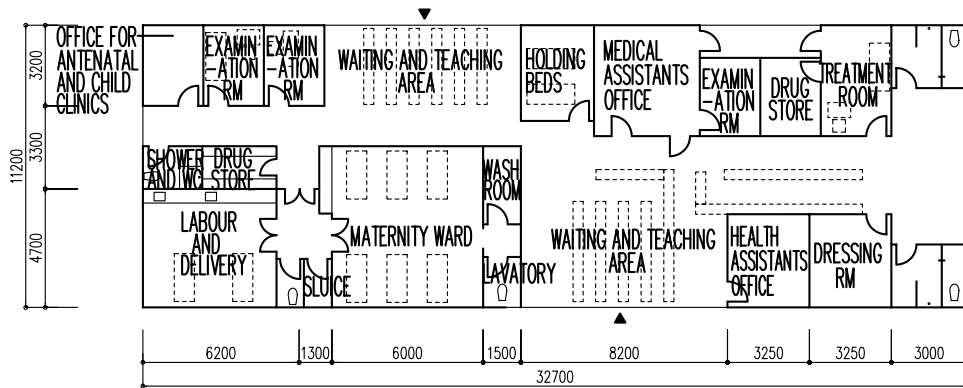 OFFICE FOR
ANTENATAL
AND CHILD
CLINICS
EXAMIN
-ATION
RM
EXAMIN
-ATION
RM
WAITING AND TEACHING
AREA
HOLDING
BEDS
MEDICAL
ASSISTANTS
OFFICE
EXAMIN
-ATION
RM
DRUG
STORE
TREATMENT
ROOM
SHOWER
AND WC
DRUG
STORE
WASH
ROOM
LABOUR
AND
DELIVERY
SLUICE
MATERNITY WARD
LAVATORY
WAITING AND TEACHING
AREA
HEALTH
ASSISTANTS
OFFICE
DRESSING
RM
3200
3300
4700
11200
6200
1300
6000
1500
8200
3250
3250
3000
32700